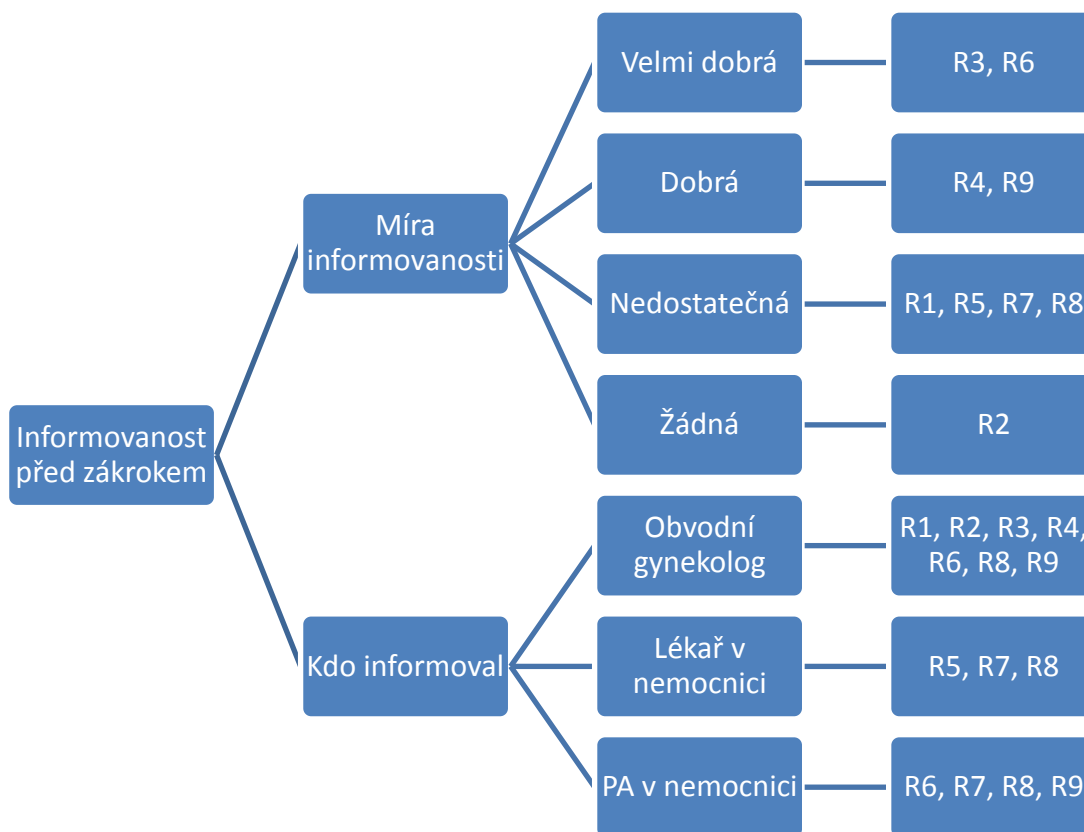 Informovanost
před zákrokem
Míra
informovanosti
Velmi dobrá
R3, R6
Dobrá
R4, R9
Nedostatečná
R1, R5, R7, R8
Žádná
R2
Kdo informoval
Obvodní
gynekolog
R1, R2, R3, R4,
R6, R8, R9
Lékař v
nemocnici
R5, R7, R8
PA v nemocnici
R6, R7, R8, R9